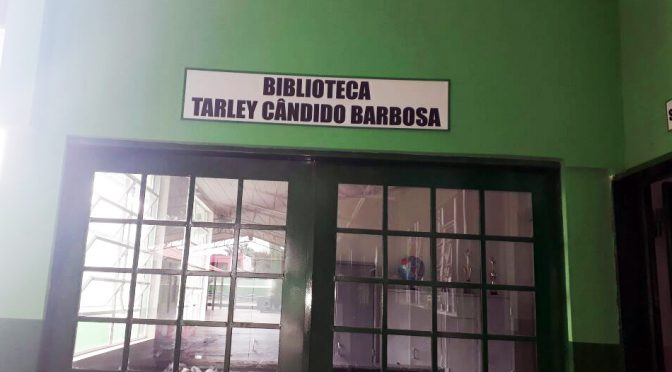 BIBLIOTECA
TARLEY CÂNDIDO BARBOSA